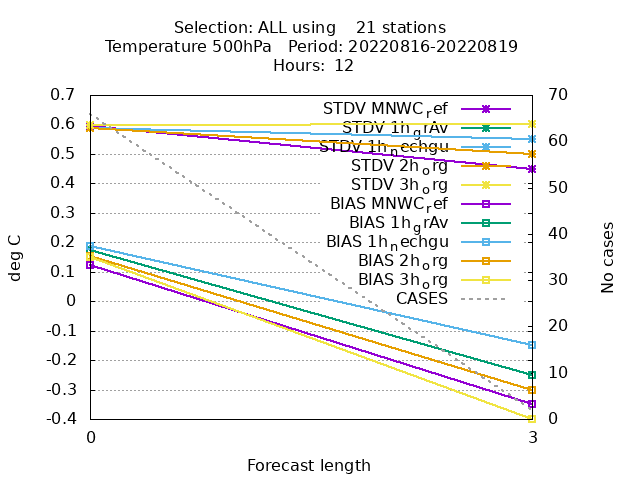 Selection: ALL using 21 stations
Temperature 500hPa Period: 20220816-20220819
Hours: 12
0.7
0.6
0.5
0.4
0.3
0.2
0.1
0
-0.1
-0.2
-0.3
-0.4
deg C
70
60
50
40
30
20
10
0
No cases
STDV MNWC_ref
STDV 1h_grAv
STDV 1h_nechgu
STDV 2h_org
STDV 3h_org
BIAS MNWC_ref
BIAS 1h_grAv
BIAS 1h_nechgu
BIAS 2h_org
BIAS 3h_org
CASES
0
3
Forecast length